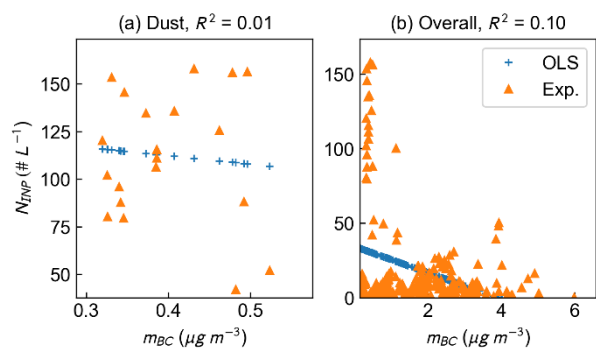 (a) Dust, R² = 0.01
(b) Overall, R² = 0.10
N_INP (# L⁻¹)
150
125
100
75
50
0.3
0.4
0.5
m_BC (μg m⁻³)
150
100
50
0
2
4
6
m_BC (μg m⁻³)
OLS
Exp.